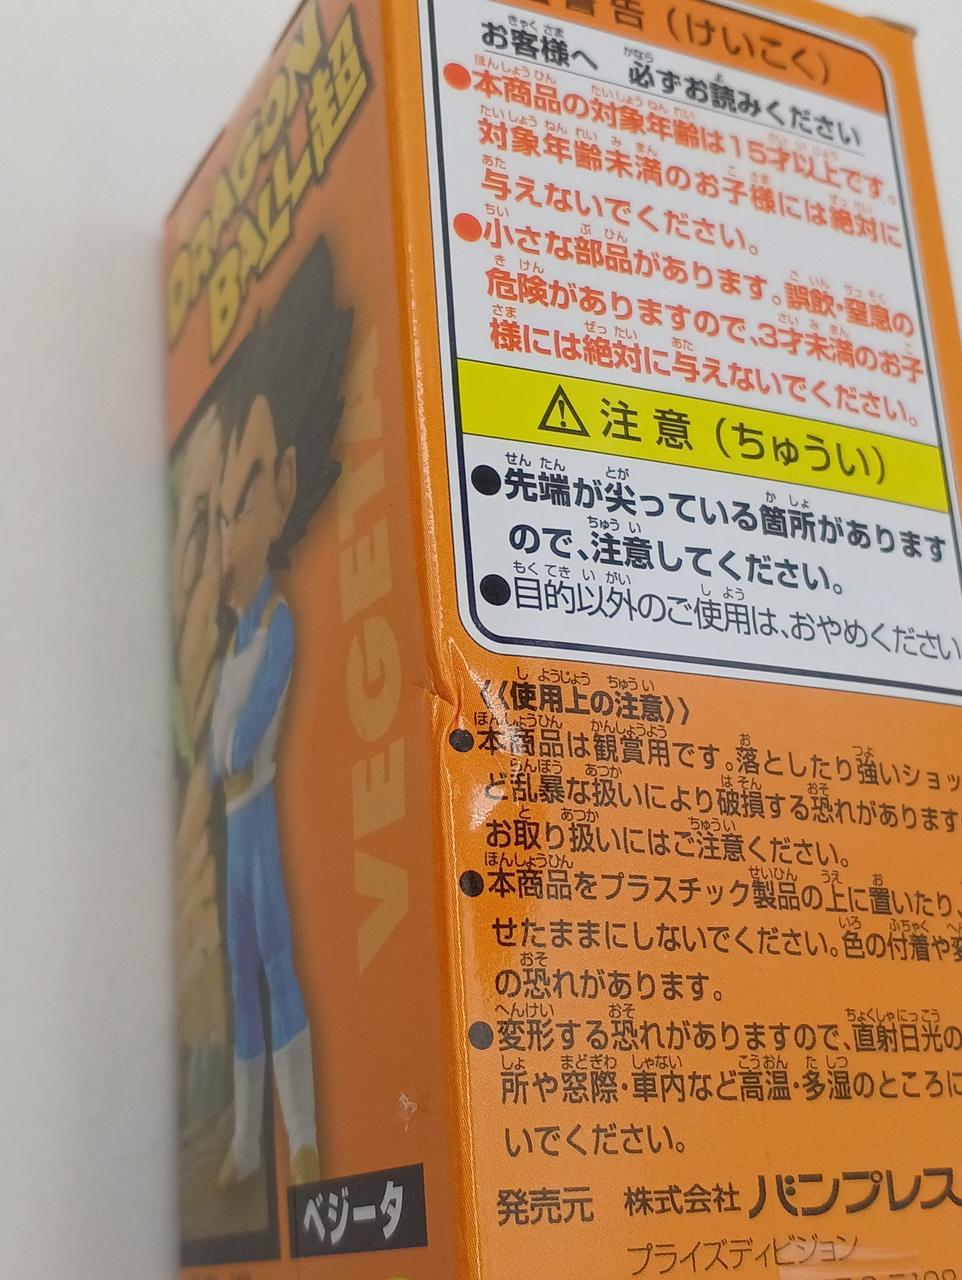 DRAGON
BALL超
VEGETA
ベジータ
警告（けいこく）
お客様へ 必ずお読みください
●本商品の対象年齢は15才以上です。
対象年齢未満のお子様には絶対に
与えないでください。
●小さな部品があります。誤飲・窒息の
危険がありますので、3才未満のお子
様には絶対に与えないでください。
⚠注意（ちゅうい）
●先端が尖っている箇所があります
ので、注意してください。
●目的以外のご使用は、おやめください
《使用上の注意》
●本商品は観賞用です。落としたり強いショッ
ど乱暴な扱いにより破損する恐れがあります
お取り扱いにはご注意ください。
●本商品をプラスチック製品の上に置いたり、
せたままにしないでください。色の付着や変
の恐れがあります。
●変形する恐れがありますので、直射日光の
所や窓際・車内など高温・多湿のところに
いでください。
発売元 株式会社 バンプレス
プライズディビジョン